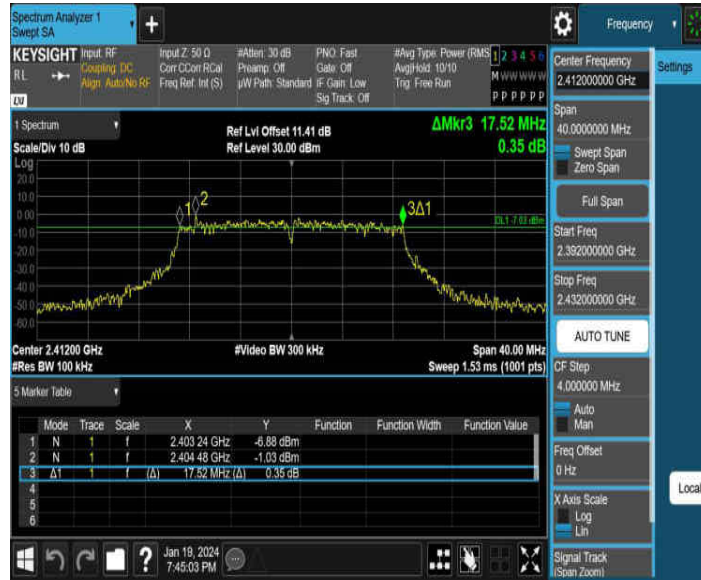 Spectrum Analyzer 1
Swept SA
+
Frequency
KEYSIGHT
RL
LXI
Input: RF
Coupling: DC
Align: Auto/No RF
Input Z: 50 Ω
Corr CCorr RCal
Freq Ref: Int (S)
#Atten: 30 dB
Preamp: Off
µW Path: Standard
PNO: Fast
Gate: Off
IF Gain: Low
Sig Track: Off
#Avg Type: Power (RMS
Avg|Hold: 10/10
Trig: Free Run
1 2 3 4 5 6
M W W W W W
P P P P P P
Center Frequency
2.412000000 GHz
Settings
Span
40.0000000 MHz
Swept Span
Zero Span
Full Span
Start Freq
2.392000000 GHz
Stop Freq
2.432000000 GHz
AUTO TUNE
CF Step
4.000000 MHz
Auto
Man
Freq Offset
0 Hz
X Axis Scale
Log
Lin
Signal Track
(Span Zoom)
Local
1 Spectrum
Scale/Div 10 dB
Ref Lvl Offset 11.41 dB
Ref Level 30.00 dBm
ΔMkr3 17.52 MHz
0.35 dB
Log
20.0
10.0
0.00
-10.0
-20.0
-30.0
-40.0
-50.0
-60.0
1
2
3Δ1
DL1 -7.03 dBm
Center 2.41200 GHz
#Res BW 100 kHz
#Video BW 300 kHz
Span 40.00 MHz
Sweep 1.53 ms (1001 pts)
5 Marker Table
Mode Trace Scale X Y Function Function Width Function Value
1 N 1 f 2.403 24 GHz -6.88 dBm
2 N 1 f 2.404 48 GHz -1.03 dBm
3 Δ1 1 f (Δ) 17.52 MHz (Δ) 0.35 dB
4
5
6
?
Jan 19, 2024
7:45:03 PM